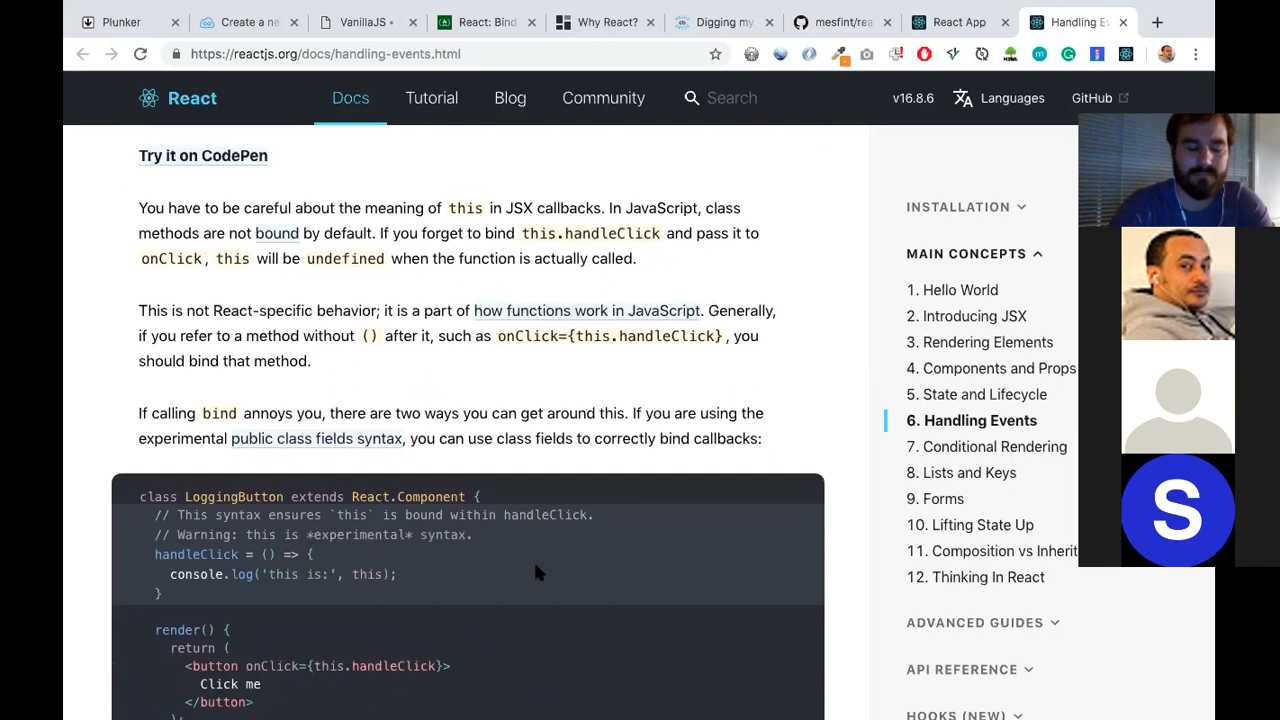 Plunker
Create a ne
VanillaJS •
React: Bind
Why React?
Digging my
mesfint/rea
React App
Handling Ev
https://reactjs.org/docs/handling-events.html
React
Docs
Tutorial
Blog
Community
Search
v16.8.6
Languages
GitHub
Try it on CodePen
You have to be careful about the meaning of this in JSX callbacks. In JavaScript, class
methods are not bound by default. If you forget to bind this.handleClick and pass it to
onClick, this will be undefined when the function is actually called.
This is not React-specific behavior; it is a part of how functions work in JavaScript. Generally,
if you refer to a method without () after it, such as onClick={this.handleClick}, you
should bind that method.
If calling bind annoys you, there are two ways you can get around this. If you are using the
experimental public class fields syntax, you can use class fields to correctly bind callbacks:
class LoggingButton extends React.Component {
// This syntax ensures `this` is bound within handleClick.
// Warning: this is *experimental* syntax.
handleClick = () => {
console.log('this is:', this);
}
render() {
return (
<button onClick={this.handleClick}>
Click me
</button>
);
INSTALLATION
MAIN CONCEPTS
1. Hello World
2. Introducing JSX
3. Rendering Elements
4. Components and Props
5. State and Lifecycle
6. Handling Events
7. Conditional Rendering
8. Lists and Keys
9. Forms
10. Lifting State Up
11. Composition vs Inherit
12. Thinking In React
ADVANCED GUIDES
API REFERENCE
HOOKS (NEW)
S